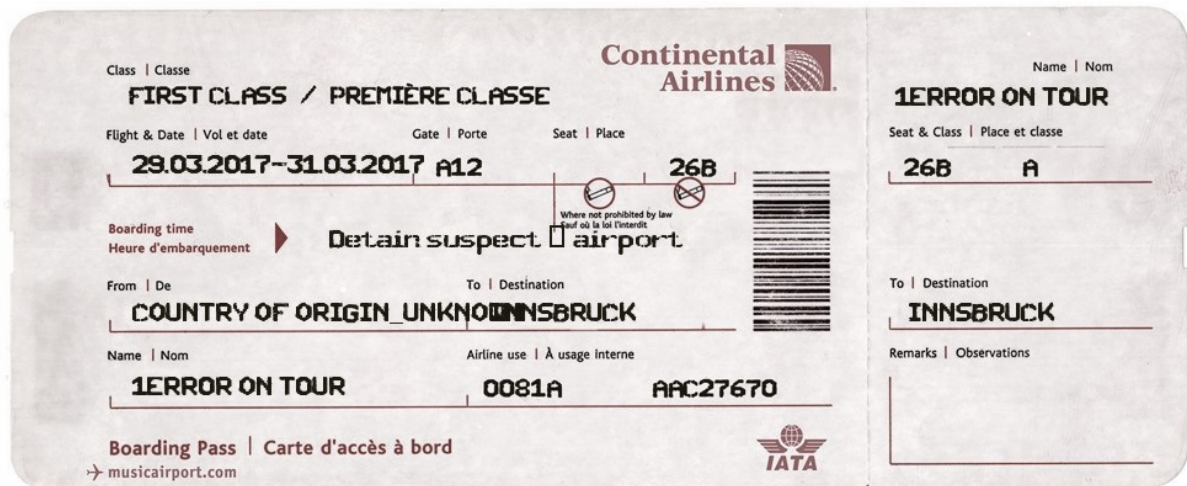 Continental
Airlines
Class | Classe
FIRST CLASS / PREMIÈRE CLASSE
Flight & Date | Vol et date Gate | Porte Seat | Place
29.03.2017-31.03.2017 A12 26B
Where not prohibited by law
Sauf où la loi l'interdit
Boarding time
Heure d'embarquement
Detain suspect airport
From | De To | Destination
COUNTRY OF ORIGIN_UNKNOWN INNSBRUCK
Name | Nom Airline use | À usage interne
1ERROR ON TOUR 0081A AAC27670
Boarding Pass | Carte d'accès à bord
musicairport.com
IATA
Name | Nom
1ERROR ON TOUR
Seat & Class | Place et classe
26B A
To | Destination
INNSBRUCK
Remarks | Observations